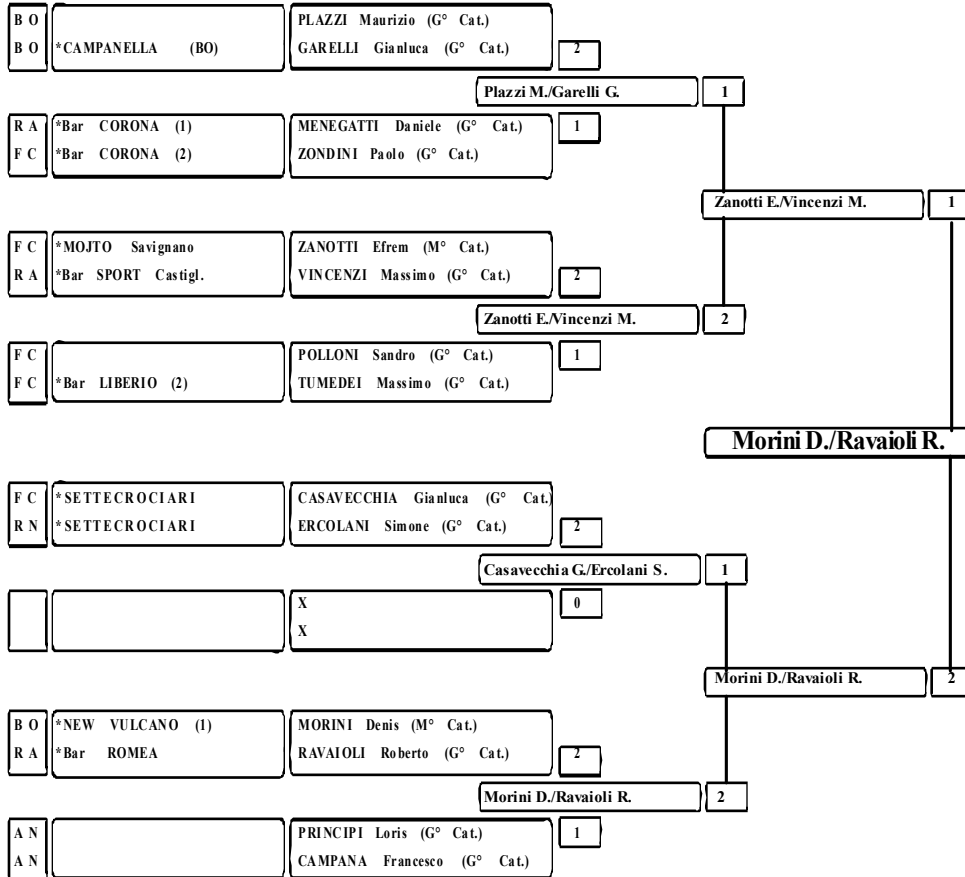 B O PLAZZI Maurizio (G° Cat.)
B O *CAMPANELLA (BO) GARELLI Gianluca (G° Cat.) 2
Plazzi M./Garelli G. 1
R A *Bar CORONA (1) MENEGATTI Daniele (G° Cat.) 1
F C *Bar CORONA (2) ZONDINI Paolo (G° Cat.)
Zanotti E./Vincenzi M. 1
F C *MOJTO Savignano ZANOTTI Efrem (M° Cat.)
R A *Bar SPORT Castigl. VINCENZI Massimo (G° Cat.) 2
Zanotti E./Vincenzi M. 2
F C POLLONI Sandro (G° Cat.) 1
F C *Bar LIBERIO (2) TUMEDEI Massimo (G° Cat.)
Morini D./Ravaioli R.
F C *SETTECROCIARI CASAVECCHIA Gianluca (G° Cat.)
R N *SETTECROCIARI ERCOLANI Simone (G° Cat.) 2
Casavecchia G./Ercolani S. 1
X 0
X
Morini D./Ravaioli R. 2
B O *NEW VULCANO (1) MORINI Denis (M° Cat.)
R A *Bar ROMEA RAVAIOLI Roberto (G° Cat.) 2
Morini D./Ravaioli R. 2
A N PRINCIPI Loris (G° Cat.) 1
A N CAMPANA Francesco (G° Cat.)